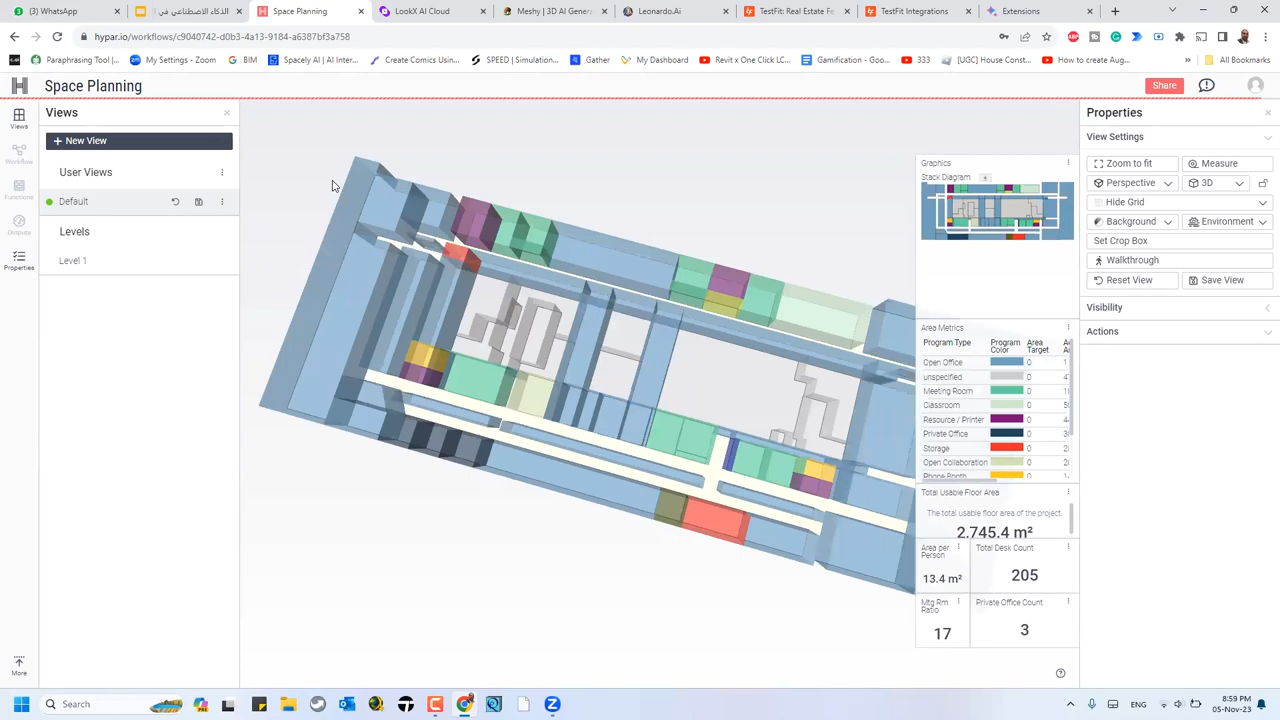 (3) WhatsApp
الذكاء الاصطناعي في ال
Space Planning
LookX AI Cloud
Meshy | 3D AI Genera
Leonardo.Ai
TestFit: Real Estate Fe
TestFit Integrations
Extensions
hypar.io/workflows/c9040742-d0b3-4a13-9184-a6387fb3a758
Paraphrasing Tool |...
My Settings - Zoom
BIM
Spacely AI | AI Inter...
Create Comics Using...
SPEED | Simulation...
Gather
My Dashboard
Revit x One Click LC...
Gamification - Goo...
333
[UGC] House Const...
How to create Aug...
»
All Bookmarks
Space Planning
Share
Views
Workflow
Functions
Outputs
Properties
More
Views
+ New View
User Views
Default
Levels
Level 1
Graphics
Stack Diagram
Area Metrics
Program Type
Program Color
Area Target
Open Office 0
unspecified 0
Meeting Room 0
Classroom 0
Resource / Printer 0
Private Office 0
Storage 0
Open Collaboration 0
Phone Booth 0
Total Usable Floor Area
The total usable floor area of the project.
2,745.4 m²
Area per Person
13.4 m²
Total Desk Count
205
Mtg Rm Ratio
17
Private Office Count
3
Properties
View Settings
Zoom to fit
Measure
Perspective
3D
Hide Grid
Background
Environment
Set Crop Box
Walkthrough
Reset View
Save View
Visibility
Actions
Search
ENG
8:59 PM
05-Nov-23